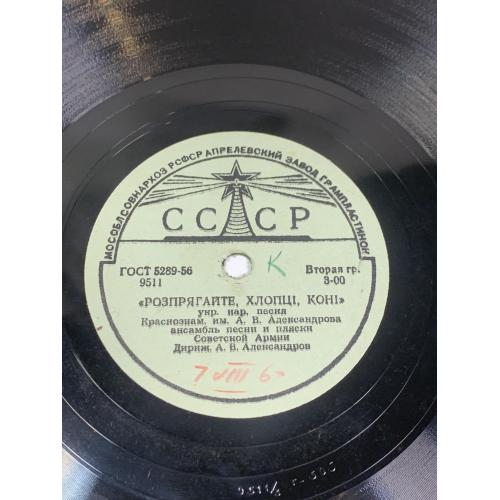 МОСОБЛСОВНАРХОЗ РСФСР АПРЕЛЕВСКИЙ ЗАВОД ГРАМПЛАСТИНОК
СССР
ГОСТ 5289-56 Вторая гр.
9511 К 3-00
«РОЗПРЯГАЙТЕ, ХЛОПЦІ, КОНІ»
укр. нар. песня
Краснознам. им. А. В. Александрова
ансамбль песни и пляски
Советской Армии
Дириж. А. В. Александров
7 VIII 6